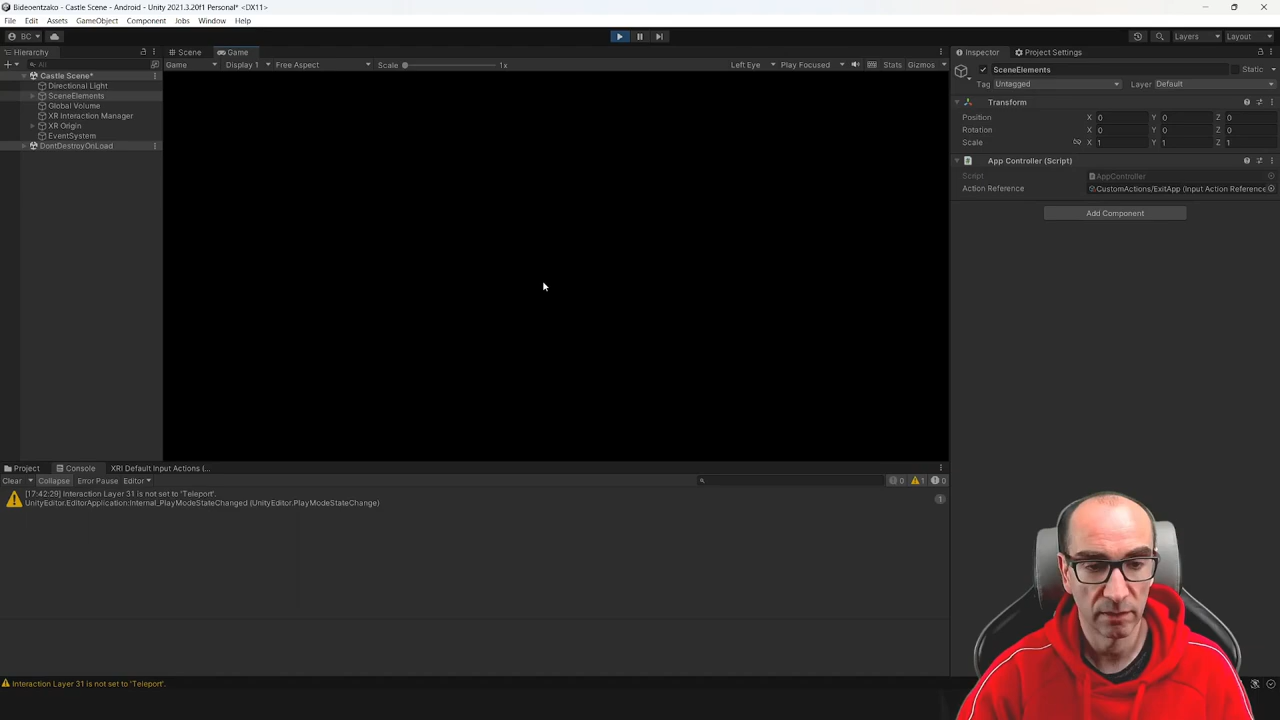 Bideoentzako - Castle Scene - Android - Unity 2021.3.20f1 Personal* <DX11>
File Edit Assets GameObject Component Jobs Window Help
BC Layers Layout
Hierarchy Scene Game Inspector Project Settings
All Game Display 1 Free Aspect Scale 1x Left Eye Play Focused Stats Gizmos SceneElements Static
Castle Scene*
Tag Untagged Layer Default
Directional Light
SceneElements
Global Volume
XR Interaction Manager
XR Origin
EventSystem
DontDestroyOnLoad
Transform
Position X 0 Y 0 Z 0
Rotation X 0 Y 0 Z 0
Scale X 1 Y 1 Z 1
App Controller (Script)
Script AppController
Action Reference CustomActions/ExitApp (Input Action Reference
Add Component
Project Console XRI Default Input Actions (...
Clear Collapse Error Pause Editor 0 1 0
[17:42:29] Interaction Layer 31 is not set to 'Teleport'.
UnityEditor.EditorApplication:Internal_PlayModeStateChanged (UnityEditor.PlayModeStateChange)
1
Interaction Layer 31 is not set to 'Teleport'.